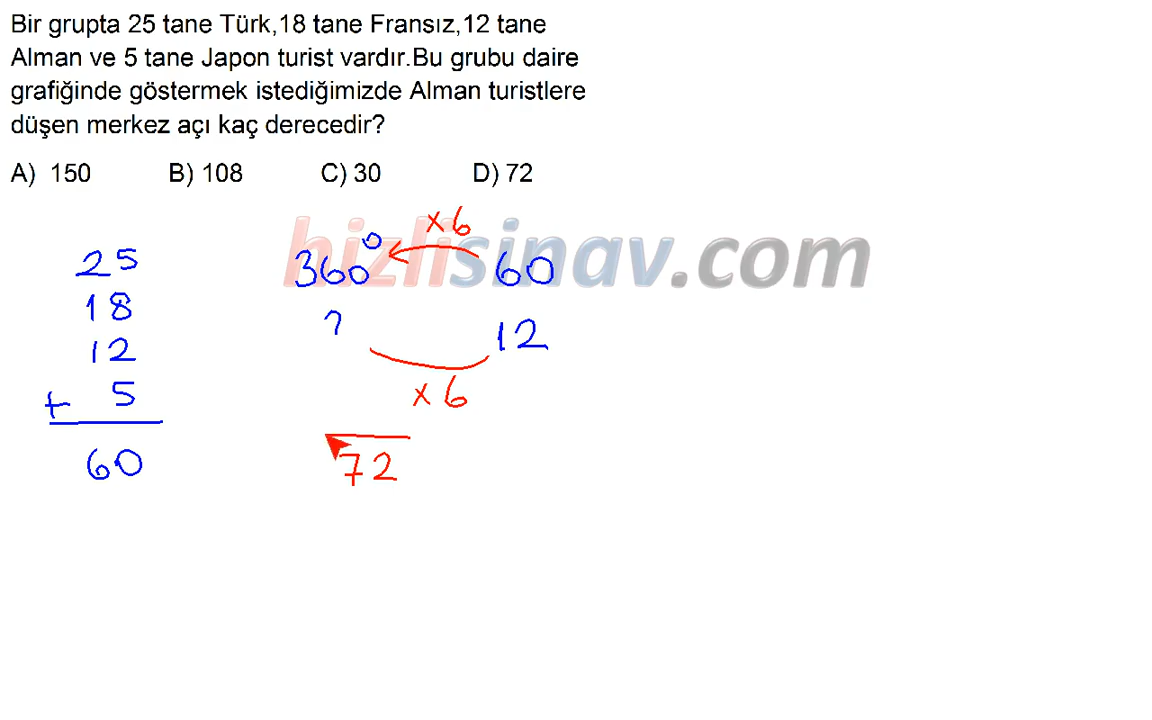 Bir grupta 25 tane Türk,18 tane Fransız,12 tane
Alman ve 5 tane Japon turist vardır.Bu grubu daire
grafiğinde göstermek istediğimizde Alman turistlere
düşen merkez açı kaç derecedir?
A) 150 B) 108 C) 30 D) 72
hizlisinav.com
25
18
12
+ 5
60
360° x6 60
? 12
x6
72